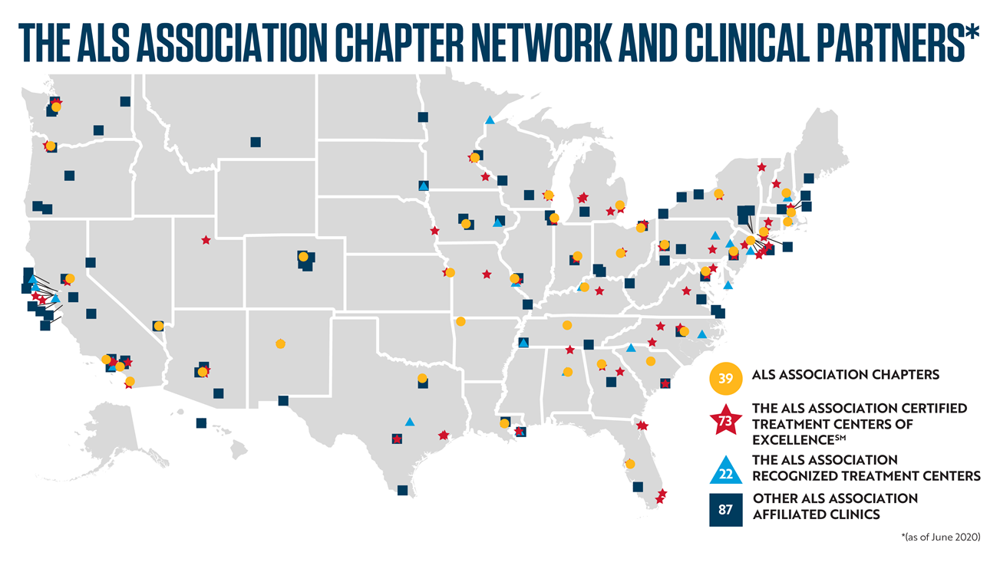 THE ALS ASSOCIATION CHAPTER NETWORK AND CLINICAL PARTNERS*
39
ALS ASSOCIATION CHAPTERS
73
THE ALS ASSOCIATION CERTIFIED
TREATMENT CENTERS OF
EXCELLENCE℠
22
THE ALS ASSOCIATION
RECOGNIZED TREATMENT CENTERS
87
OTHER ALS ASSOCIATION
AFFILIATED CLINICS
*(as of June 2020)